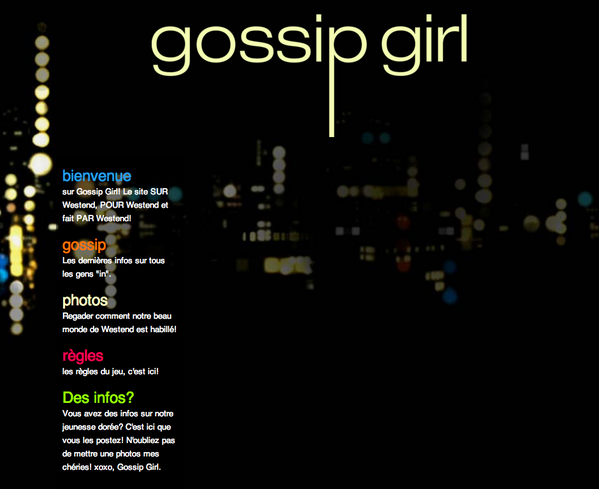 gossip girl
bienvenue
sur Gossip Girl! Le site SUR
Westend, POUR Westend et
fait PAR Westend!
gossip
Les dernières infos sur tous
les gens "in".
photos
Regader comment notre beau
monde de Westend est habillé!
règles
les règles du jeu, c'est ici!
Des infos?
Vous avez des infos sur notre
jeunesse dorée? C'est ici que
vous les postez! N'oubliez pas
de mettre une photos mes
chéries! xoxo, Gossip Girl.